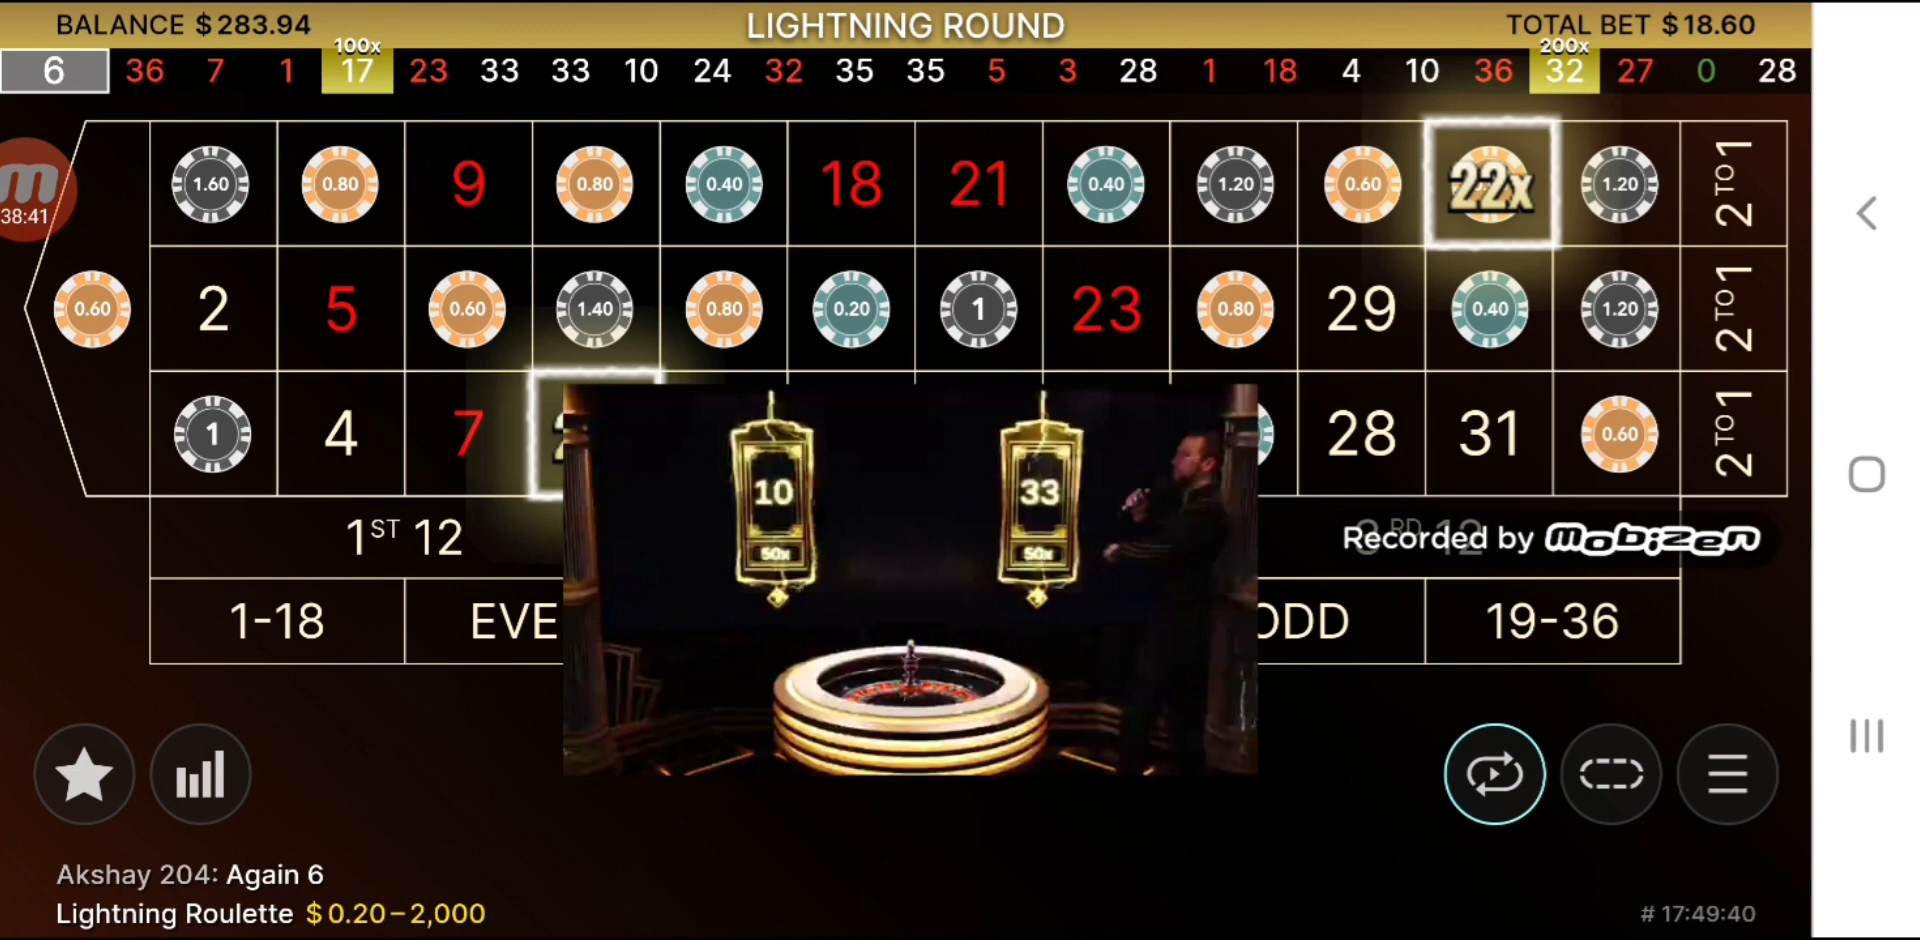 BALANCE $283.94 LIGHTNING ROUND TOTAL BET $18.60
100x 200x
6 36 7 1 17 23 33 33 10 24 32 35 35 5 3 28 1 18 4 10 36 32 27 0 28
m
38:41
1.60 0.80 9 0.80 0.40 18 21 0.40 1.20 0.60 22x 1.20 2 TO 1
0.60 2 5 0.60 1.40 0.80 0.20 1 23 0.80 29 0.40 1.20 2 TO 1
1 4 7 28 31 0.60 2 TO 1
10 33
50x 50x
1ST 12 3RD 12
Recorded by mobizen
1-18 EVE ODD 19-36
Akshay 204: Again 6
Lightning Roulette $0.20–2,000
# 17:49:40